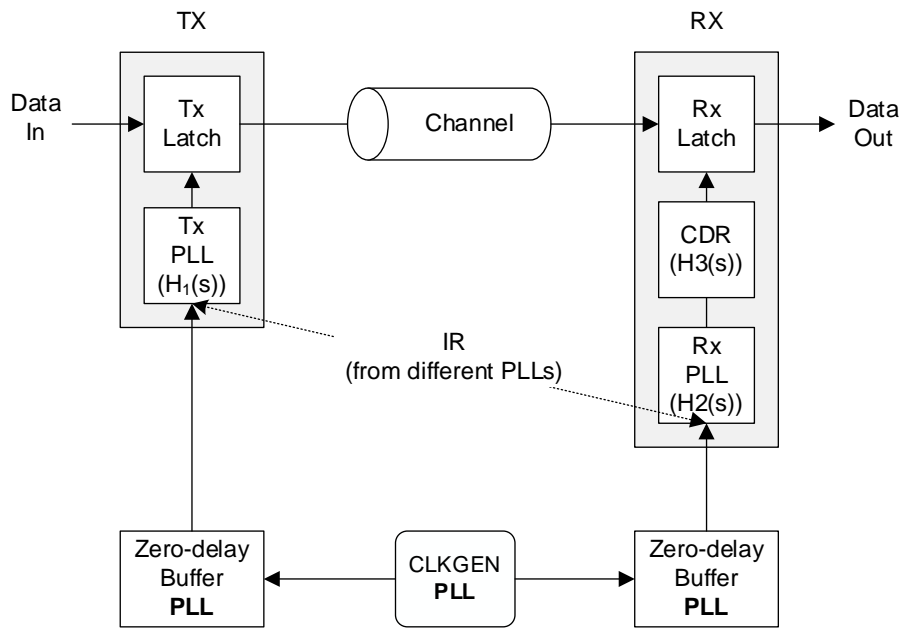 TX
RX
Data
In
Tx
Latch
Channel
Rx
Latch
Data
Out
Tx
PLL
(H₁(s))
CDR
(H3(s))
IR
(from different PLLs)
Rx
PLL
(H2(s))
Zero-delay
Buffer
PLL
CLKGEN
PLL
Zero-delay
Buffer
PLL